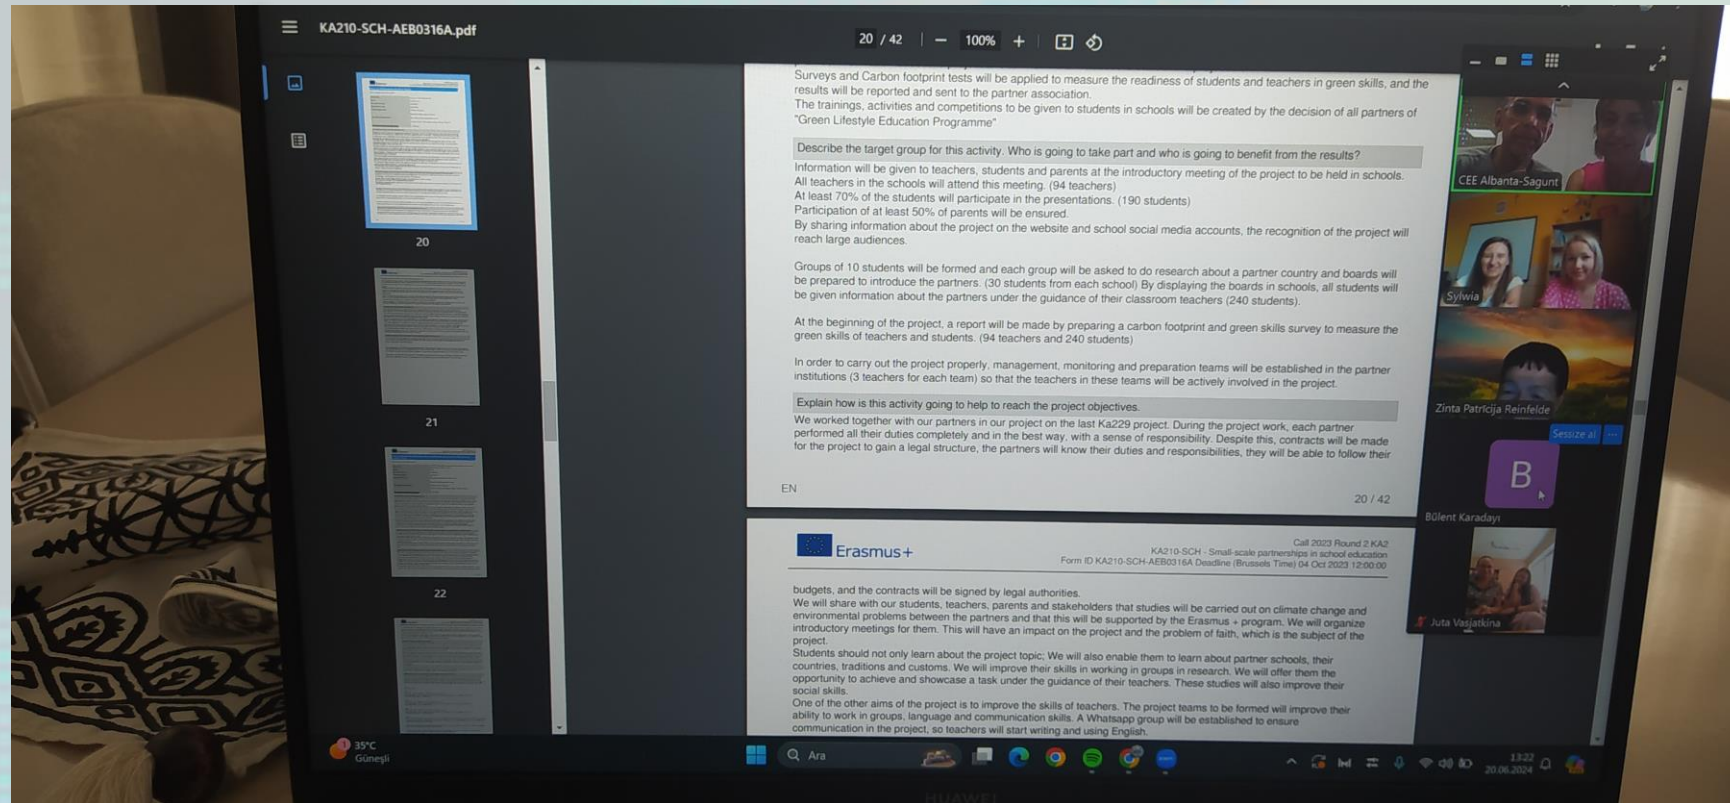 KA210-SCH-AEB0316A.pdf
20 / 42
100%
20
21
22
Surveys and Carbon footprint tests will be applied to measure the readiness of students and teachers in green skills, and the
results will be reported and sent to the partner association.
The trainings, activities and competitions to be given to students in schools will be created by the decision of all partners of
"Green Lifestyle Education Programme"
Describe the target group for this activity. Who is going to take part and who is going to benefit from the results?
Information will be given to teachers, students and parents at the introductory meeting of the project to be held in schools.
All teachers in the schools will attend this meeting. (94 teachers)
At least 70% of the students will participate in the presentations. (190 students)
Participation of at least 50% of parents will be ensured.
By sharing information about the project on the website and school social media accounts, the recognition of the project will
reach large audiences.
Groups of 10 students will be formed and each group will be asked to do research about a partner country and boards will
be prepared to introduce the partners. (30 students from each school) By displaying the boards in schools, all students will
be given information about the partners under the guidance of their classroom teachers (240 students).
At the beginning of the project, a report will be made by preparing a carbon footprint and green skills survey to measure the
green skills of teachers and students. (94 teachers and 240 students)
In order to carry out the project properly, management, monitoring and preparation teams will be established in the partner
institutions (3 teachers for each team) so that the teachers in these teams will be actively involved in the project.
Explain how is this activity going to help to reach the project objectives.
We worked together with our partners in our project on the last Ka229 project. During the project work, each partner
performed all their duties completely and in the best way, with a sense of responsibility. Despite this, contracts will be made
for the project to gain a legal structure, the partners will know their duties and responsibilities, they will be able to follow their
EN
20 / 42
Erasmus+
Call 2023 Round 2 KA2
KA210-SCH - Small-scale partnerships in school education
Form ID KA210-SCH-AEB0316A Deadline (Brussels Time) 04 Oct 2023 12:00:00
budgets, and the contracts will be signed by legal authorities.
We will share with our students, teachers, parents and stakeholders that studies will be carried out on climate change and
environmental problems between the partners and that this will be supported by the Erasmus + program. We will organize
introductory meetings for them. This will have an impact on the project and the problem of faith, which is the subject of the
project.
Students should not only learn about the project topic; We will also enable them to learn about partner schools, their
countries, traditions and customs. We will improve their skills in working in groups in research. We will offer them the
opportunity to achieve and showcase a task under the guidance of their teachers. These studies will also improve their
social skills.
One of the other aims of the project is to improve the skills of teachers. The project teams to be formed will improve their
ability to work in groups, language and communication skills. A Whatsapp group will be established to ensure
communication in the project, so teachers will start writing and using English.
CEE Albanta-Sagunt
Sylwia
Zinta Patrīcija Reinfelde
Sessize al
B
Bülent Karadayı
Juta Vasjatkina
1
35°C
Güneşli
Ara
13:22
20.06.2024
HUAWEI